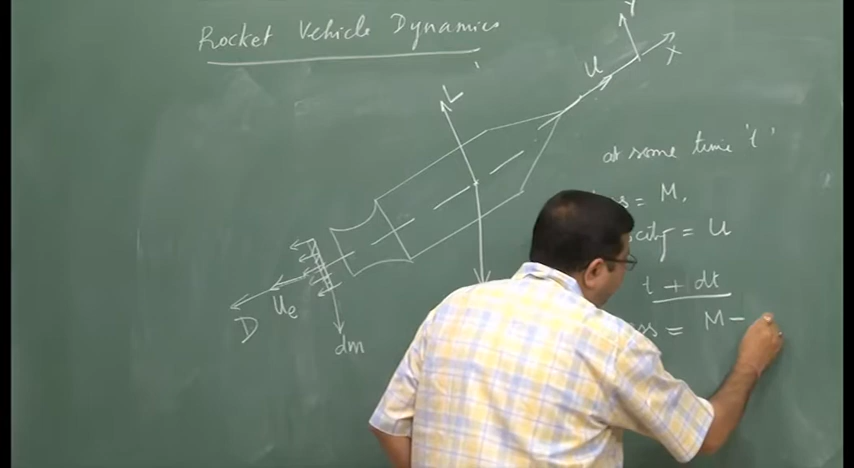 Rocket Vehicle Dynamics
Y
X
U
L
at some time 't'
= M,
= U
t + dt
= M -
D
Ue
dm